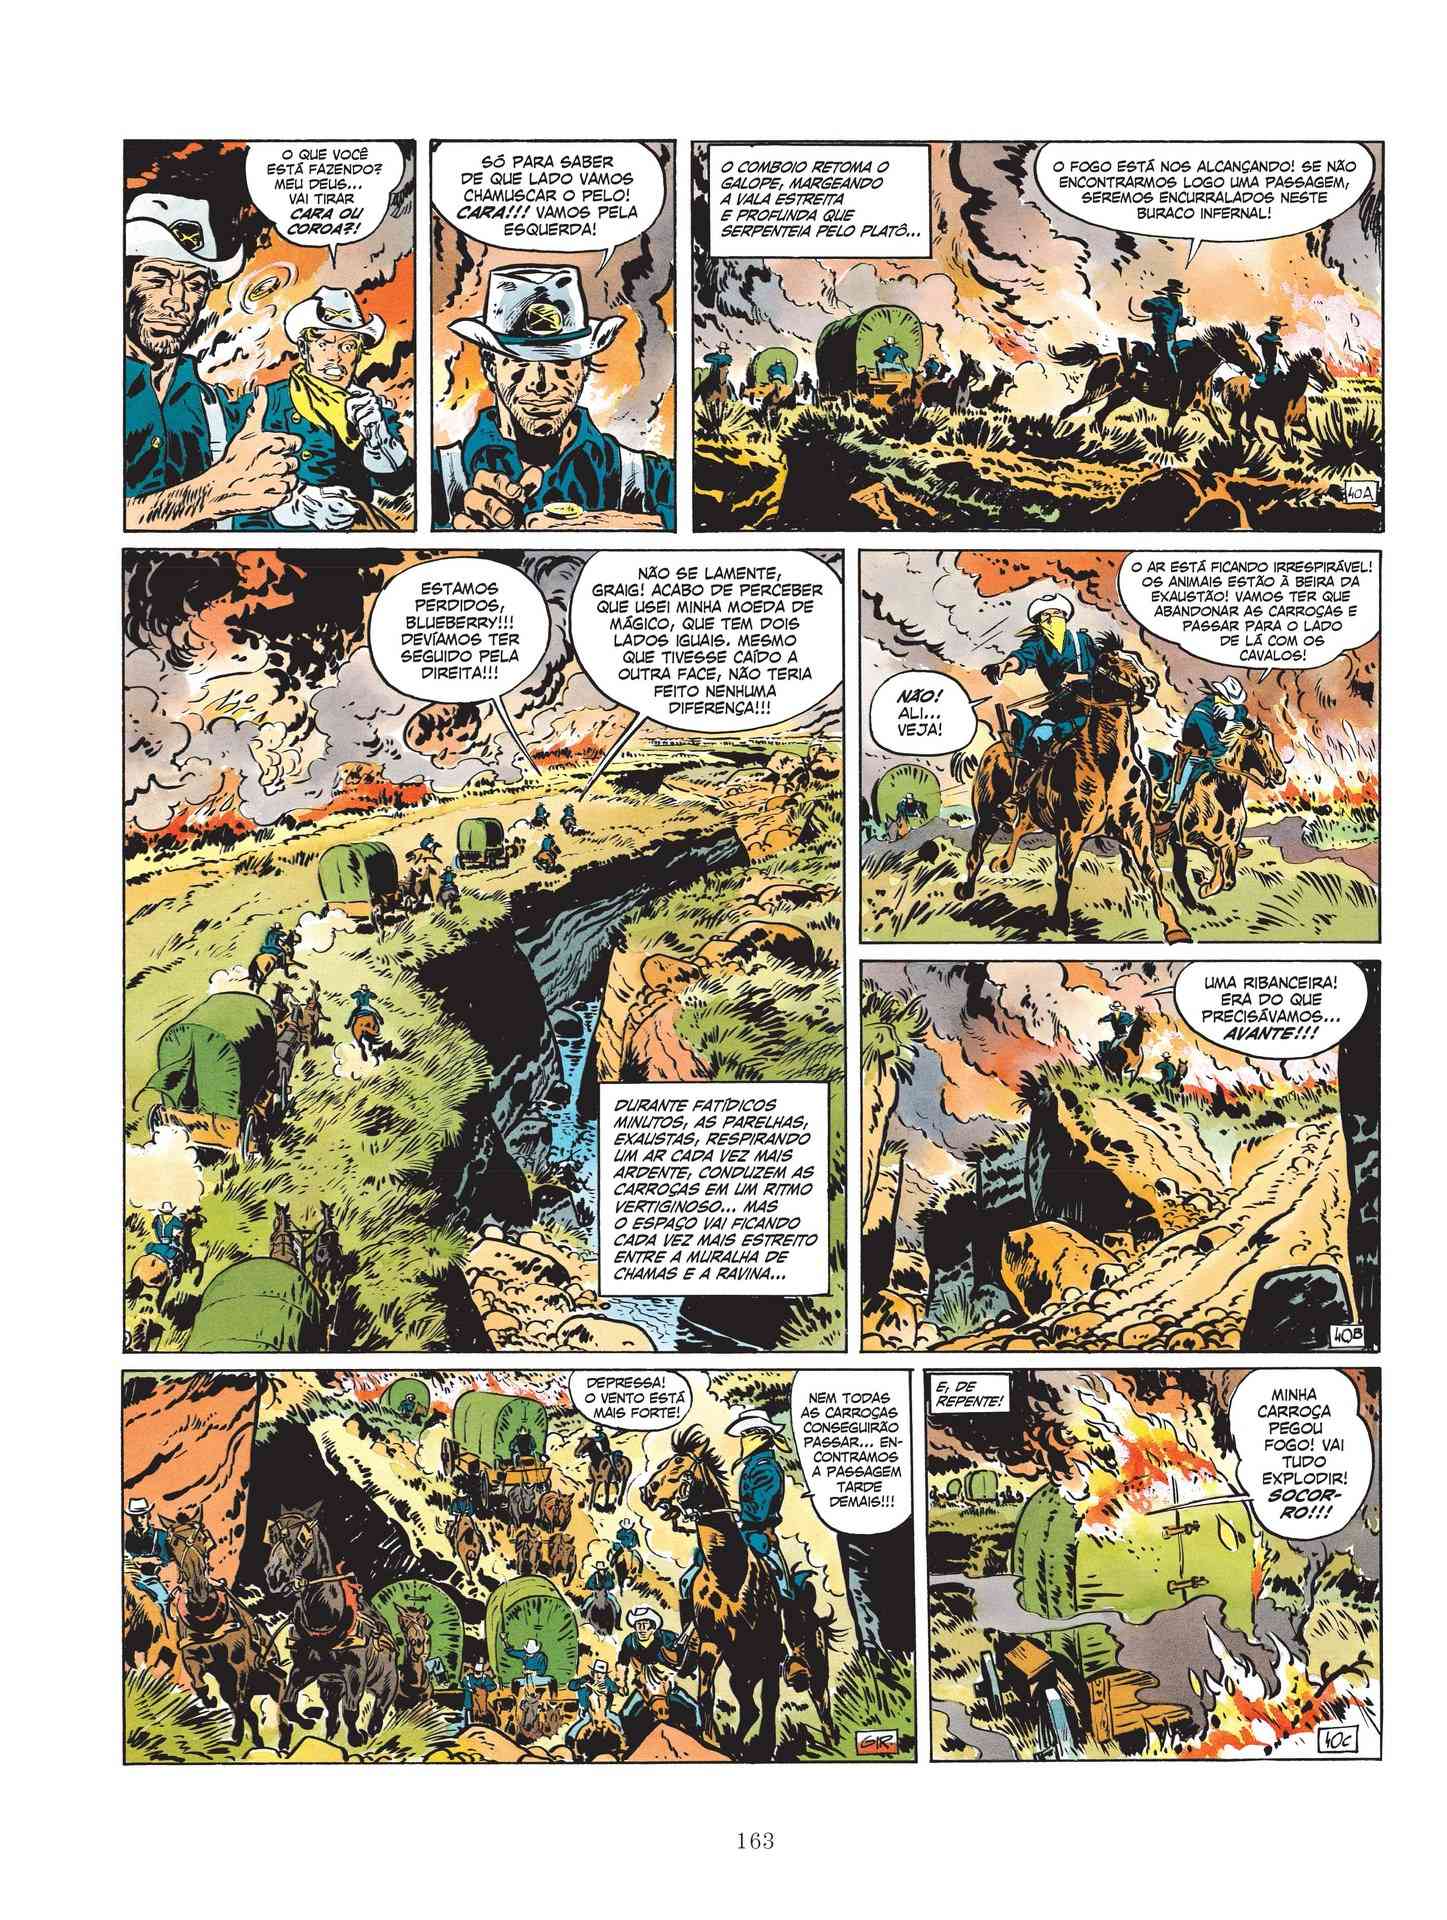 O QUE VOCÊ
ESTÁ FAZENDO?
MEU DEUS...
VAI TIRAR
CARA OU
COROA?!
SÓ PARA SABER
DE QUE LADO VAMOS
CHAMUSCAR O PELO!
CARA!!! VAMOS PELA
ESQUERDA!
O COMBOIO RETOMA O
GALOPE, MARGEANDO
A VALA ESTREITA
E PROFUNDA QUE
SERPENTEIA PELO PLATÔ...
O FOGO ESTÁ NOS ALCANÇANDO! SE NÃO
ENCONTRARMOS LOGO UMA PASSAGEM,
SEREMOS ENCURRALADOS NESTE
BURACO INFERNAL!
40A
ESTAMOS
PERDIDOS,
BLUEBERRY!!!
DEVÍAMOS TER
SEGUIDO PELA
DIREITA!!!
NÃO SE LAMENTE,
GRAIG! ACABO DE PERCEBER
QUE USEI MINHA MOEDA DE
MÁGICO, QUE TEM DOIS
LADOS IGUAIS. MESMO
QUE TIVESSE CAÍDO A
OUTRA FACE, NÃO TERIA
FEITO NENHUMA
DIFERENÇA!!!
DURANTE FATÍDICOS
MINUTOS, AS PARELHAS,
EXAUSTAS, RESPIRANDO
UM AR CADA VEZ MAIS
ARDENTE, CONDUZEM AS
CARROÇAS EM UM RITMO
VERTIGINOSO... MAS
O ESPAÇO VAI FICANDO
CADA VEZ MAIS ESTREITO
ENTRE A MURALHA DE
CHAMAS E A RAVINA...
O AR ESTÁ FICANDO IRRESPIRÁVEL!
OS ANIMAIS ESTÃO À BEIRA DA
EXAUSTÃO! VAMOS TER QUE
ABANDONAR AS CARROÇAS E
PASSAR PARA O LADO
DE LÁ COM OS
CAVALOS!
NÃO!
ALI...
VEJA!
UMA RIBANCEIRA!
ERA DO QUE
PRECISÁVAMOS...
AVANTE!!!
40B
DEPRESSA!
O VENTO ESTÁ
MAIS FORTE!
NEM TODAS
AS CARROÇAS
CONSEGUIRÃO
PASSAR... EN-
CONTRAMOS
A PASSAGEM
TARDE
DEMAIS!!!
GIR
E, DE
REPENTE!
MINHA
CARROÇA
PEGOU
FOGO! VAI
TUDO
EXPLODIR!
SOCOR-
RO!!!
40C
163